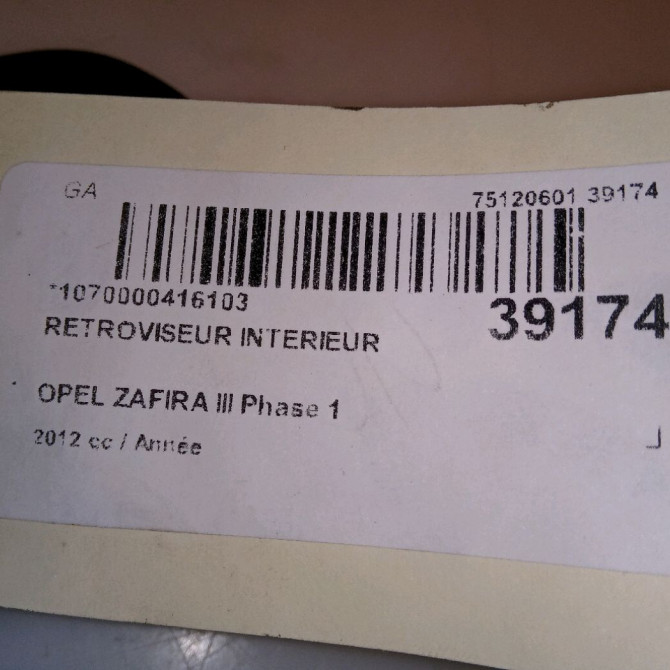 GA 75120601 39174
*1070000416103
39174
RETROVISEUR INTERIEUR
OPEL ZAFIRA III Phase 1
2012 cc / Année